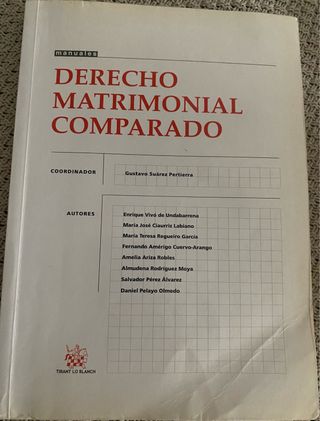 manuales
DERECHO
MATRIMONIAL
COMPARADO
COORDINADOR
Gustavo Suárez Pertierra
AUTORES
Enrique Vivó de Undabarrena
María José Ciaurriz Labiano
María Teresa Regueiro García
Fernando Amérigo Cuervo-Arango
Amelia Ariza Robles
Almudena Rodríguez Moya
Salvador Pérez Álvarez
Daniel Pelayo Olmedo
TIRANT LO BLANCH